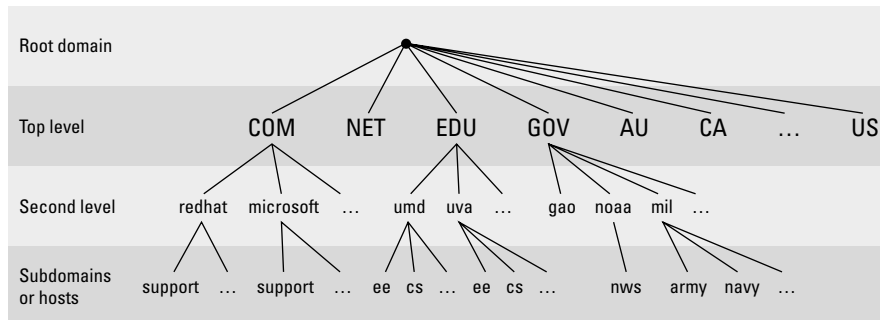 Root domain
Top level COM NET EDU GOV AU CA ... US
Second level redhat microsoft ... umd uva ... gao noaa mil ...
Subdomains
or hosts support ... support ... ee cs ... ee cs ... nws army navy ...